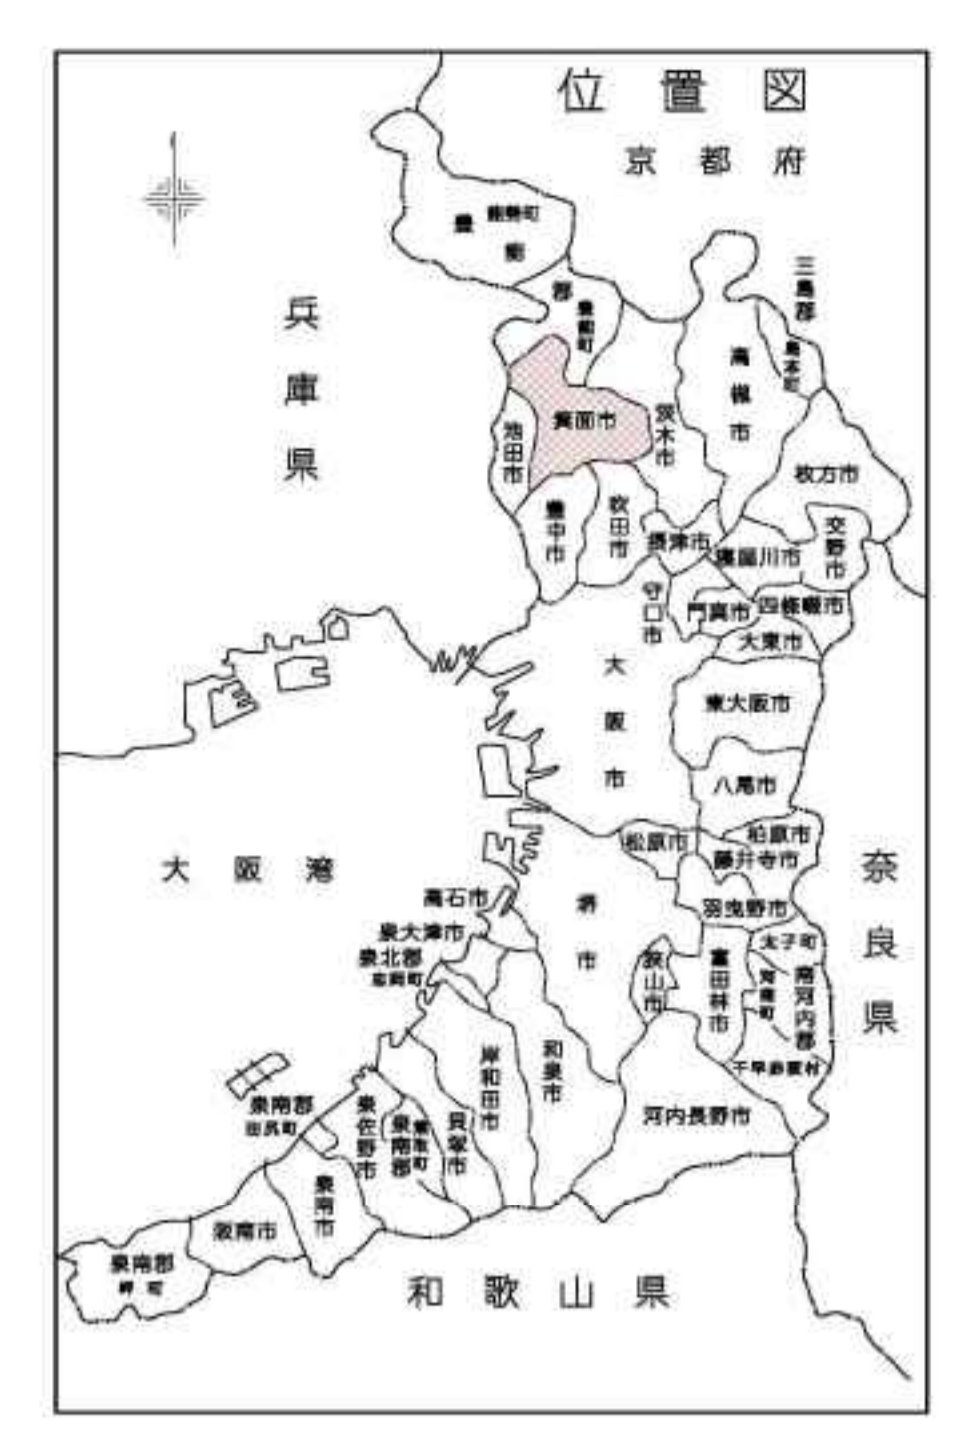 位置図
京都府
兵庫県
能勢町
豊能郡
豊能町
三島郡
島本町
高槻市
箕面市
茨木市
池田市
枚方市
豊中市
吹田市
摂津市
交野市
寝屋川市
守口市
門真市
四條畷市
大東市
大阪市
東大阪市
八尾市
松原市
柏原市
藤井寺市
大阪湾
奈良県
高石市
堺市
羽曳野市
泉大津市
泉北郡
忠岡町
狭山市
富田林市
太子町
河南町
南河内郡
千早赤阪村
岸和田市
和泉市
河内長野市
泉南郡
田尻町
泉佐野市
泉南郡
熊取町
貝塚市
泉南市
阪南市
泉南郡
岬町
和歌山県